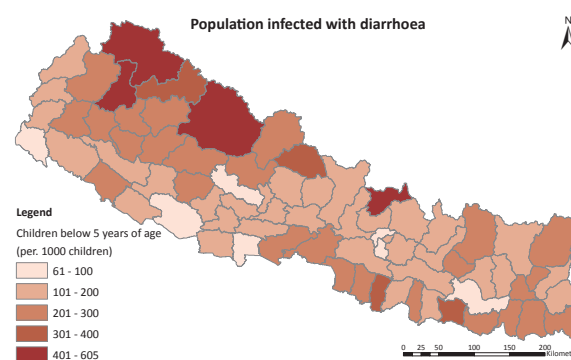 Population infected with diarrhoea
N
Legend
Children below 5 years of age
(per. 1000 children)
61 - 100
101 - 200
201 - 300
301 - 400
401 - 605
0 25 50 100 150 200
Kilomet